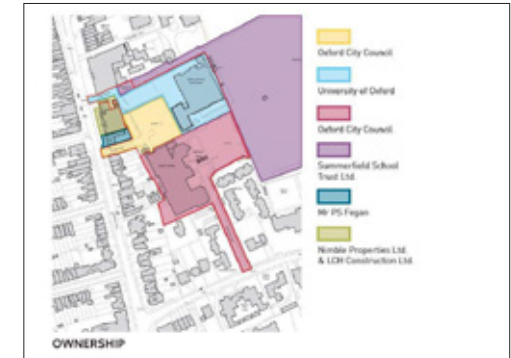 Oxford City Council
University of Oxford
Oxford City Council
Summerfield School
Trust Ltd.
Mr PS Fegan
Nimble Properties Ltd.
& LCH Construction Ltd.
OWNERSHIP